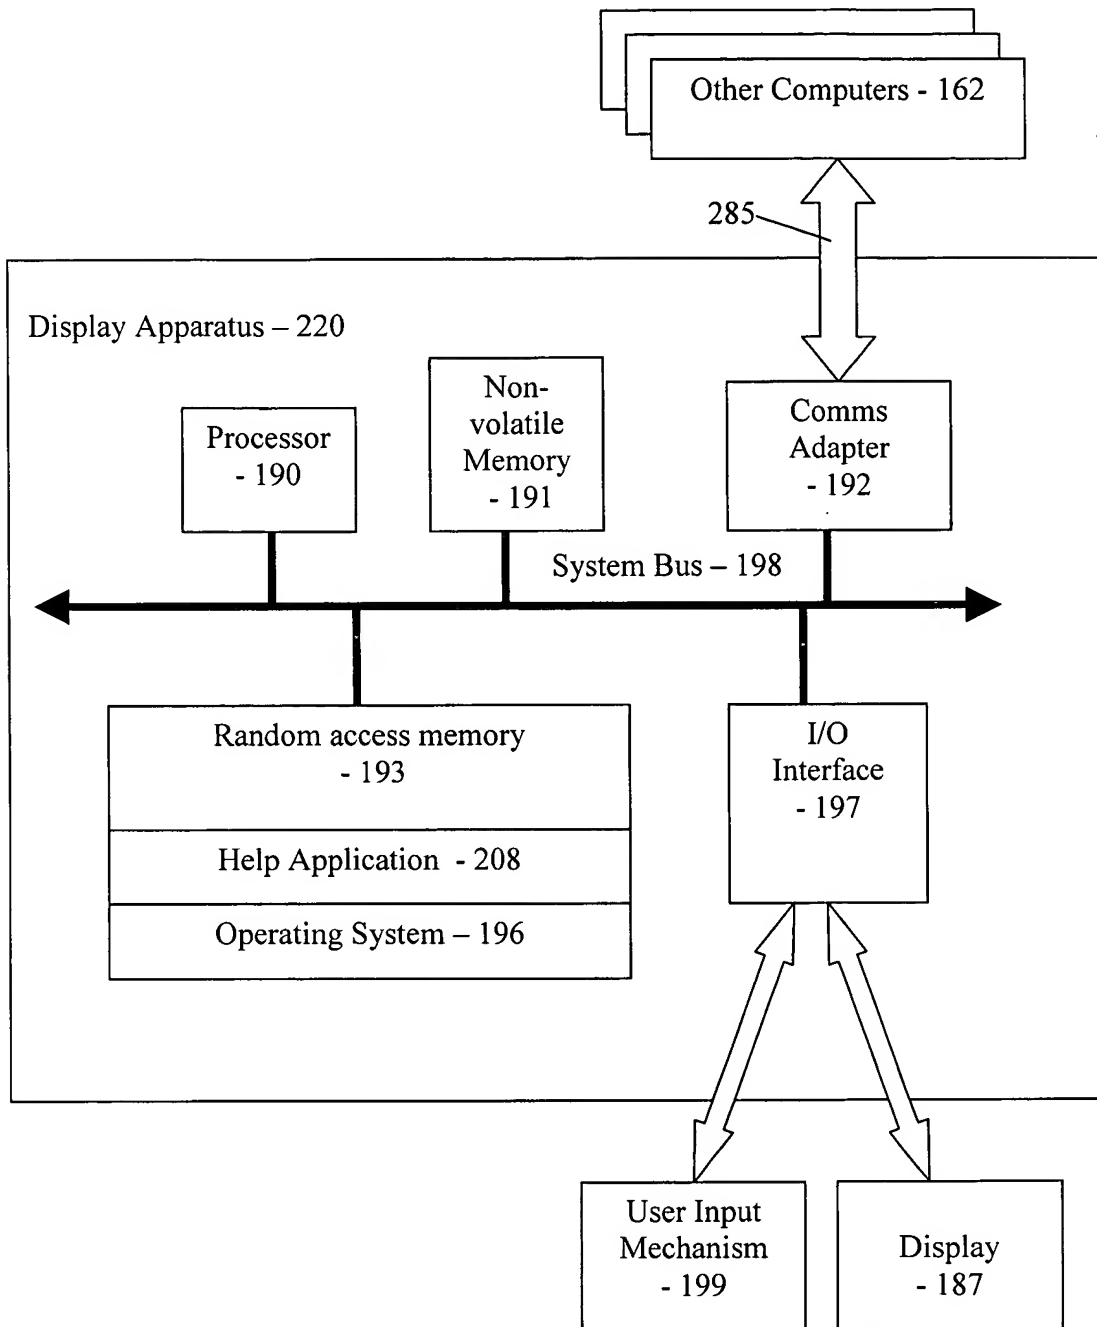 Other Computers - 162
285
Display Apparatus – 220
Non-
volatile
Memory
- 191
Comms
Adapter
- 192
Processor
- 190
System Bus – 198
Random access memory
- 193
I/O
Interface
- 197
Help Application - 208
Operating System – 196
User Input
Mechanism
- 199
Display
- 187